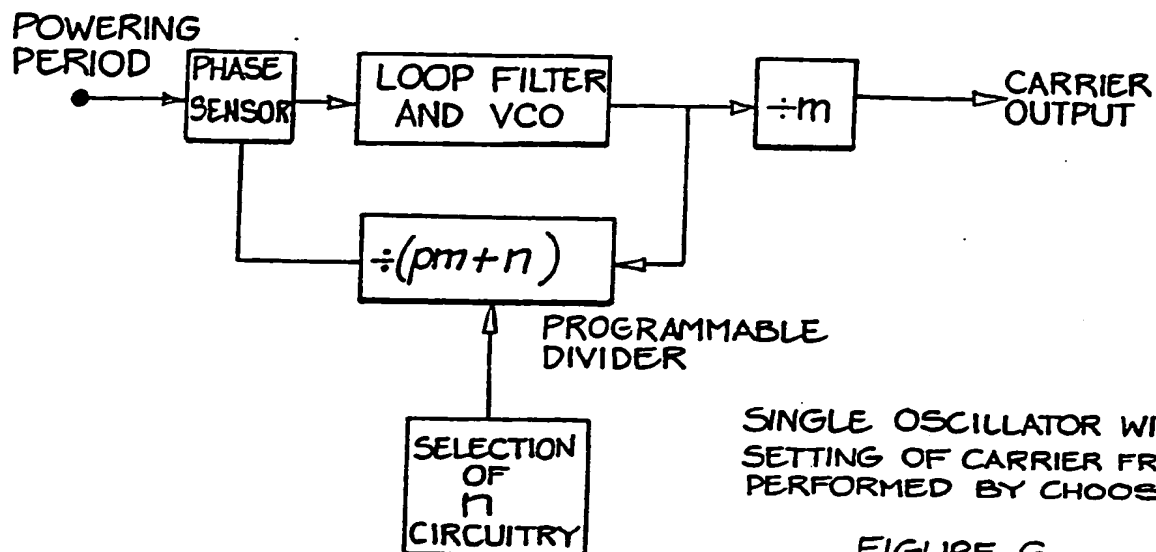 POWERING
PERIOD
PHASE
SENSOR
LOOP FILTER
AND VCO
÷m
CARRIER
OUTPUT
÷(pm+n)
PROGRAMMABLE
DIVIDER
SELECTION
OF
n
CIRCUITRY
SINGLE OSCILLATOR WI
SETTING OF CARRIER FR
PERFORMED BY CHOOS
FIGURE